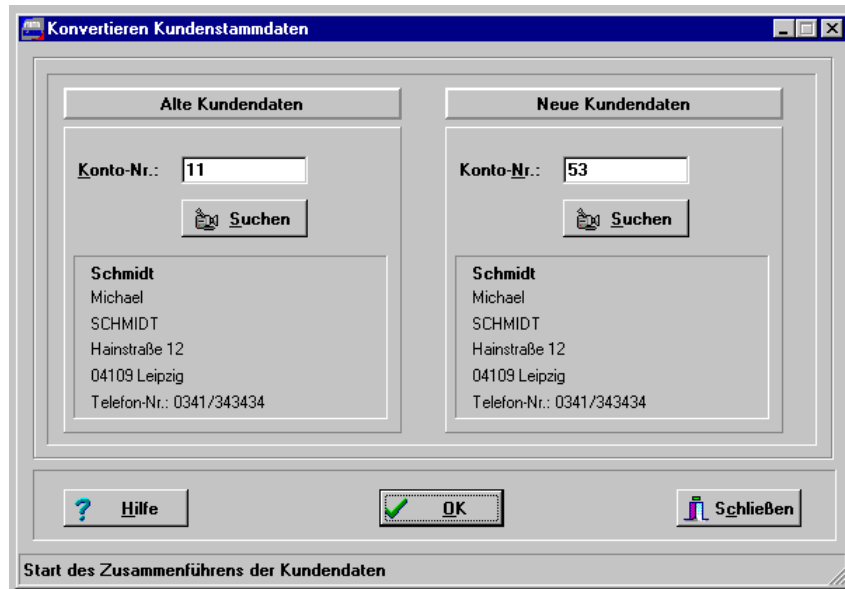 Konvertieren Kundenstammdaten
Alte Kundendaten
Konto-Nr.: 11
Suchen
Schmidt
Michael
SCHMIDT
Hainstraße 12
04109 Leipzig
Telefon-Nr.: 0341/343434
Neue Kundendaten
Konto-Nr.: 53
Suchen
Schmidt
Michael
SCHMIDT
Hainstraße 12
04109 Leipzig
Telefon-Nr.: 0341/343434
Hilfe
OK
Schließen
Start des Zusammenführens der Kundendaten